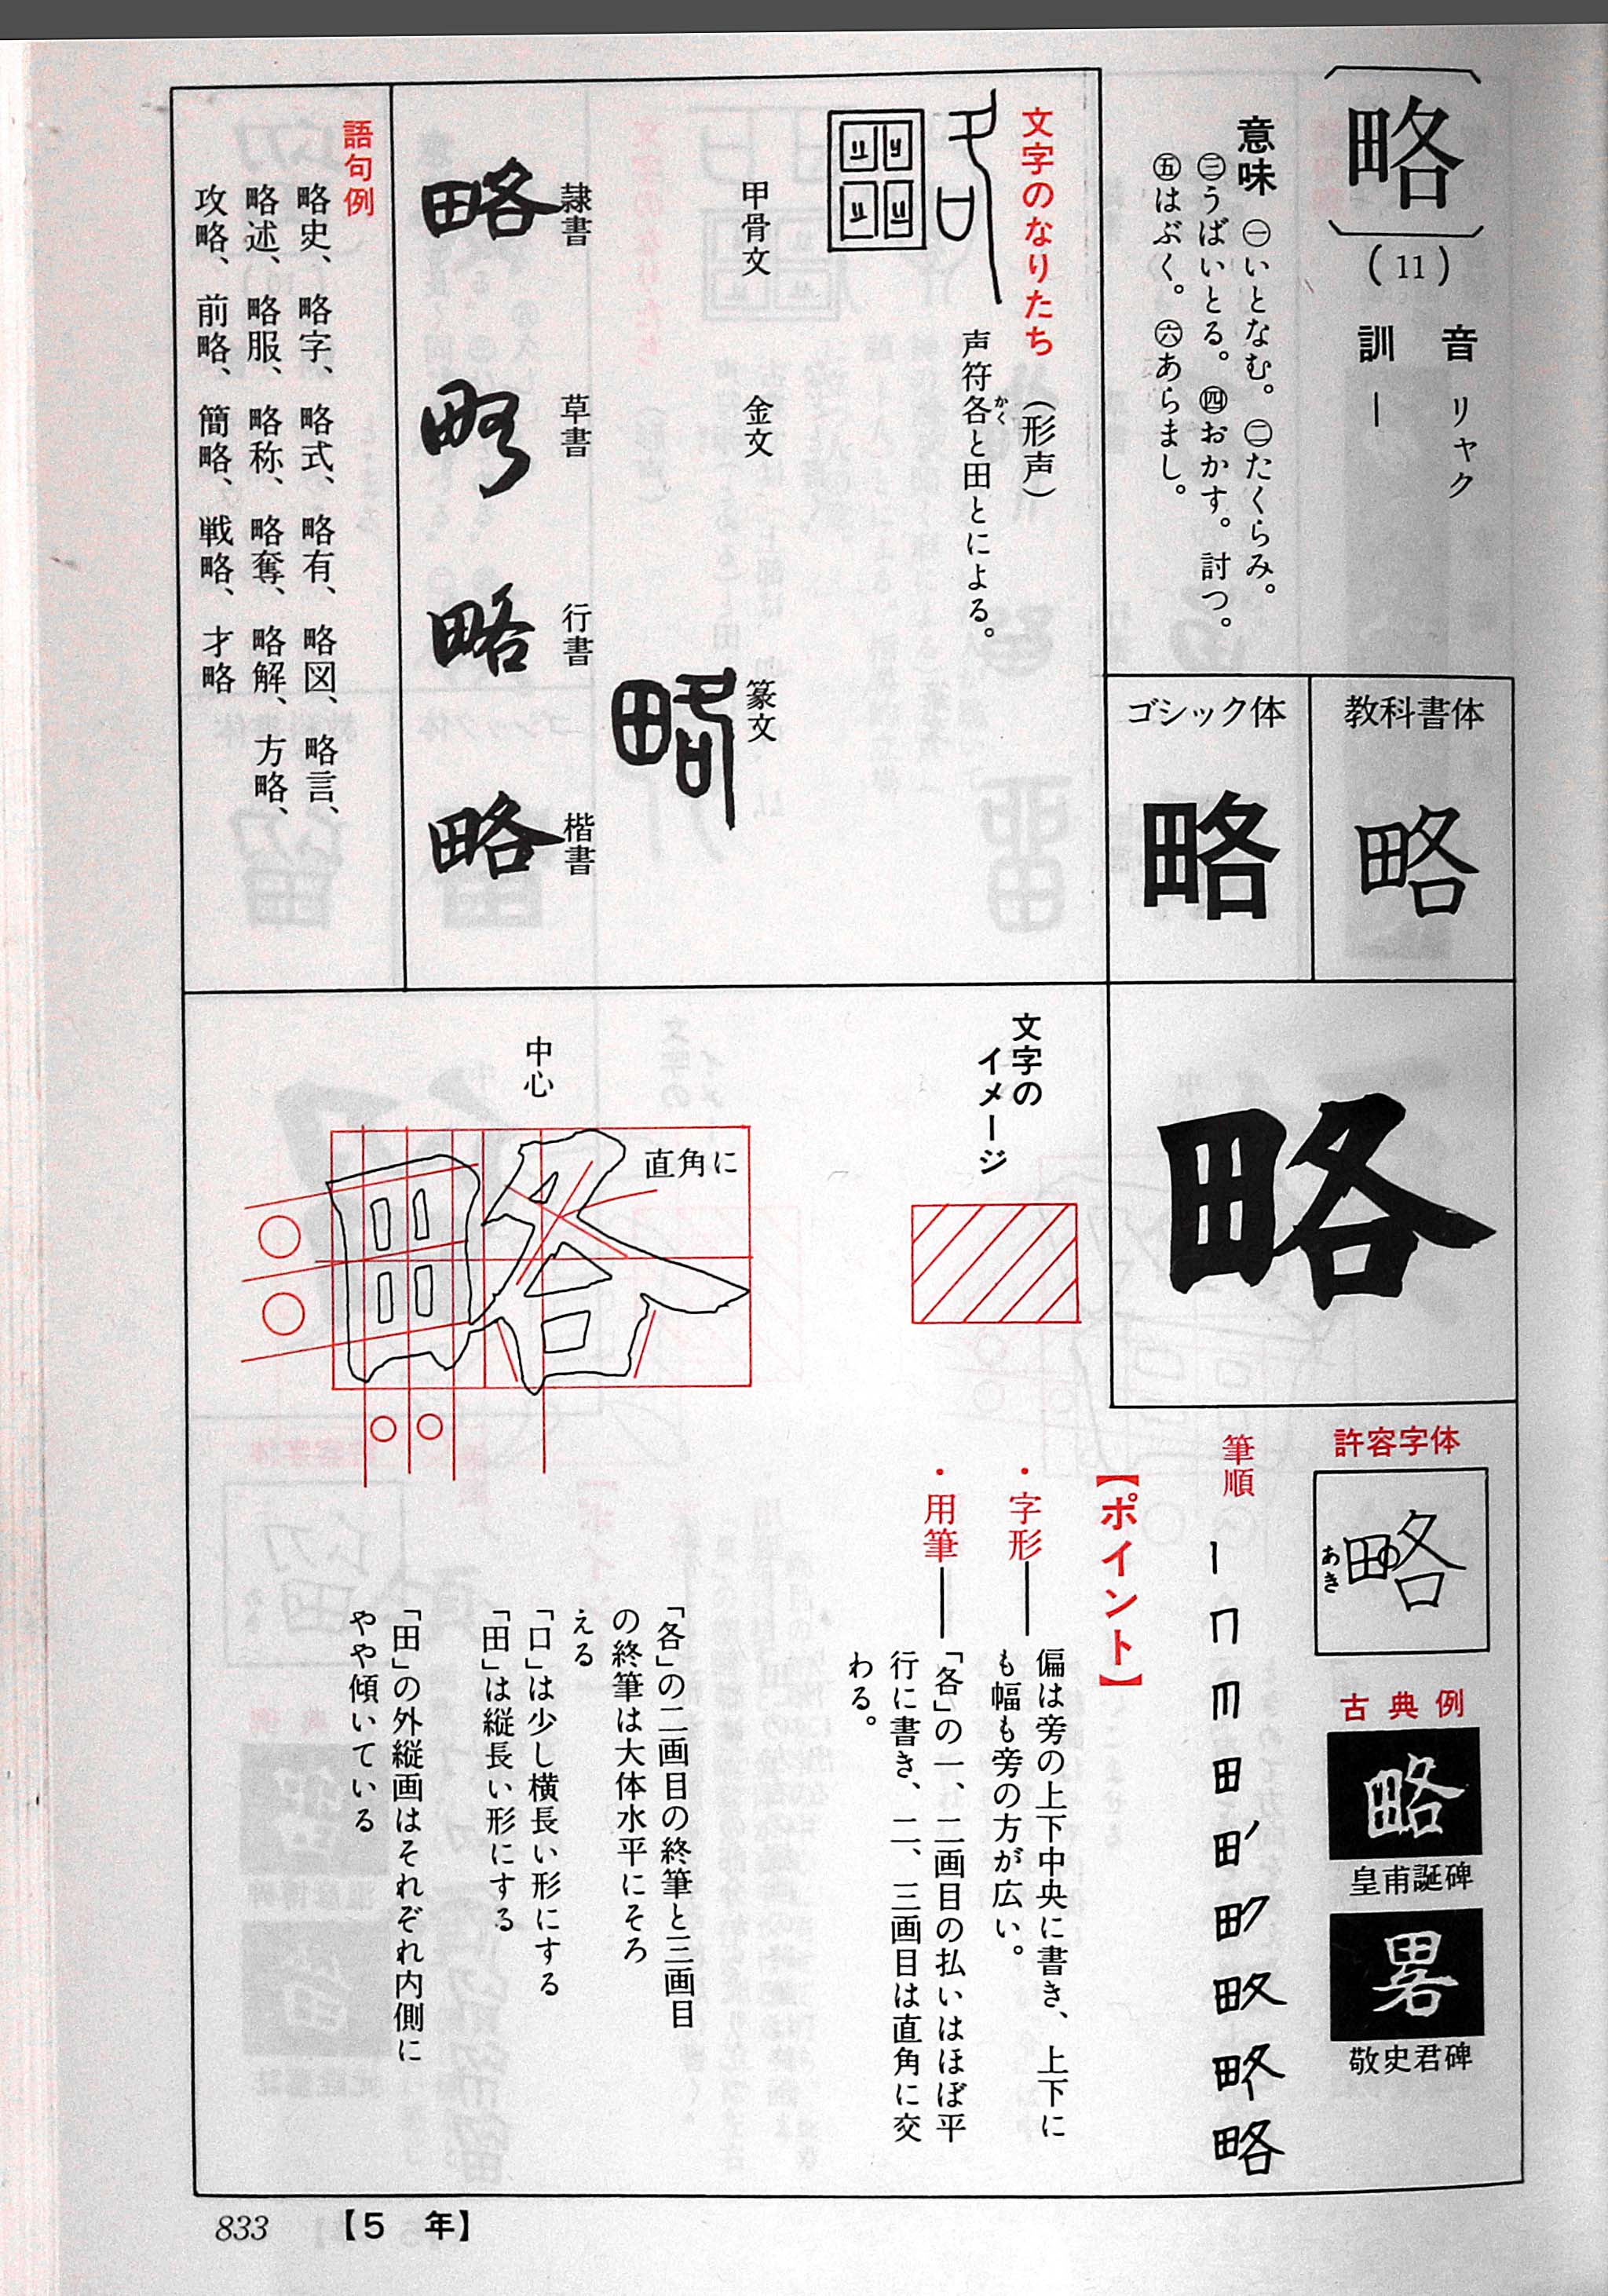 略
(11)
音 リャク
訓 ―
意味 ㊀いとなむ。㊁たくらみ。
㊂うばいとる。㊃おかす。討つ。
㊄はぶく。㊅あらまし。
教科書体
略
ゴシック体
略
文字のなりたち (形声)
声符各と田とによる。
かく
甲骨文
金文
篆文
略
隷書
略
草書
略
行書
略
楷書
略
語句例
略史、略字、略式、略有、略図、略言、
略述、略服、略称、略奪、略解、方略、
攻略、前略、簡略、戦略、才略
略
文字の
イメージ
中心
直角に
略
許容字体
略
あき
古典例
略
皇甫誕碑
畧
敬史君碑
筆順
田
略
【ポイント】
・字形―偏は旁の上下中央に書き、上下に
も幅も旁の方が広い。
・用筆―「各」の一、二画目の払いはほぼ平
行に書き、二、三画目は直角に交
わる。
「各」の二画目の終筆と三画目
の終筆は大体水平にそろ
える
「口」は少し横長い形にする
「田」は縦長い形にする
「田」の外縦画はそれぞれ内側に
やや傾いている
833 【5 年】